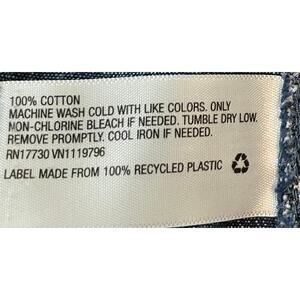 100% COTTON
MACHINE WASH COLD WITH LIKE COLORS. ONLY
NON-CHLORINE BLEACH IF NEEDED. TUMBLE DRY LOW.
REMOVE PROMPTLY. COOL IRON IF NEEDED.
RN17730 VN1119796
LABEL MADE FROM 100% RECYCLED PLASTIC